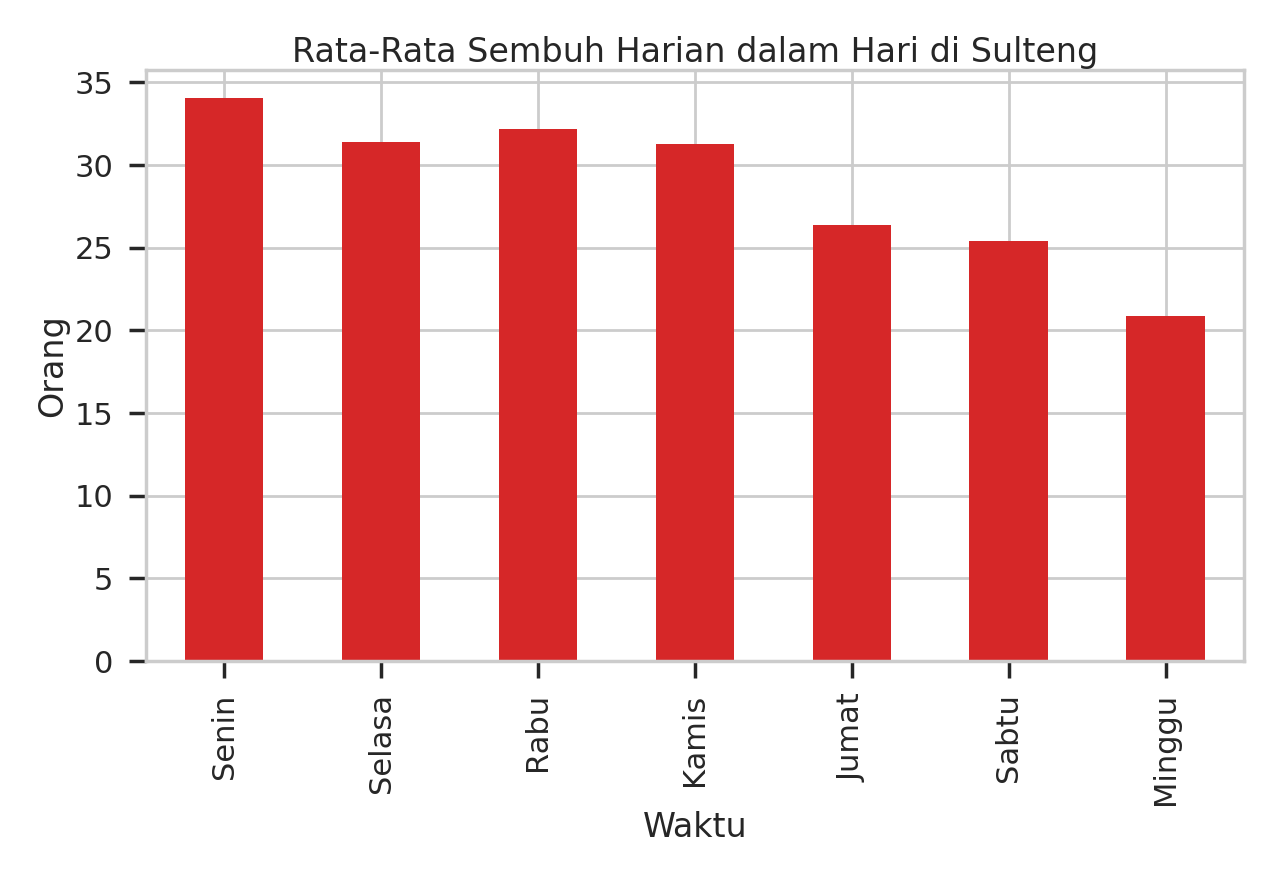 Rata-Rata Sembuh Harian dalam Hari di Sulteng
Orang
35
30
25
20
15
10
5
0
Senin
Selasa
Rabu
Kamis
Jumat
Sabtu
Minggu
Waktu